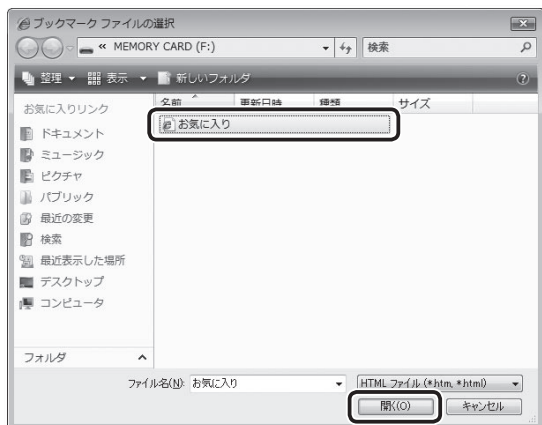 ブックマーク ファイルの選択
« MEMORY CARD (F:)
検索
整理
表示
新しいフォルダ
お気に入りリンク
名前
更新日時
種類
サイズ
お気に入り
ドキュメント
ミュージック
ピクチャ
パブリック
最近の変更
検索
最近表示した場所
デスクトップ
コンピュータ
フォルダ
ファイル名(N): お気に入り
HTML ファイル (*.htm, *.html)
開く(O)
キャンセル